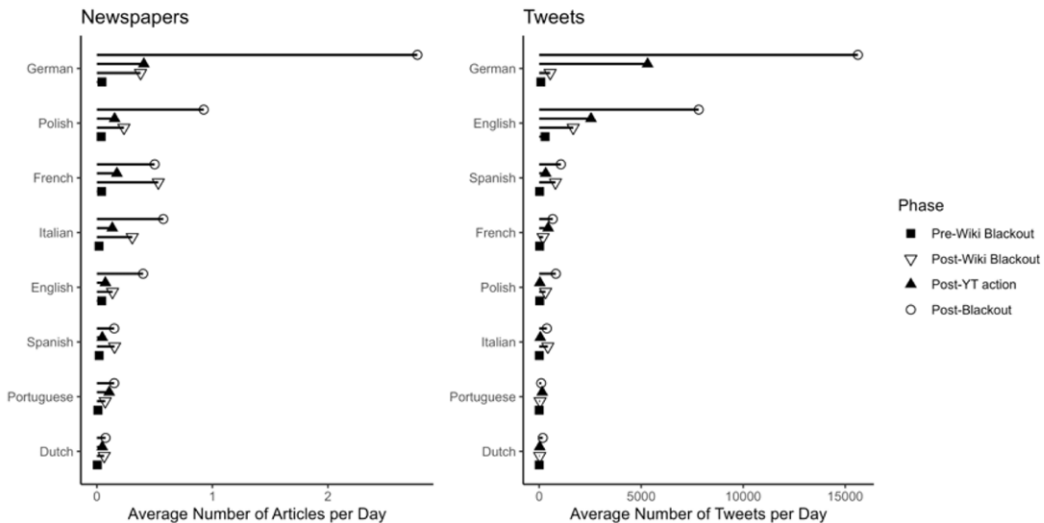 Newspapers
German
Polish
French
Italian
English
Spanish
Portuguese
Dutch
0
1
2
Average Number of Articles per Day
Tweets
German
English
Spanish
French
Polish
Italian
Portuguese
Dutch
0
5000
10000
15000
Average Number of Tweets per Day
Phase
Pre-Wiki Blackout
Post-Wiki Blackout
Post-YT action
Post-Blackout